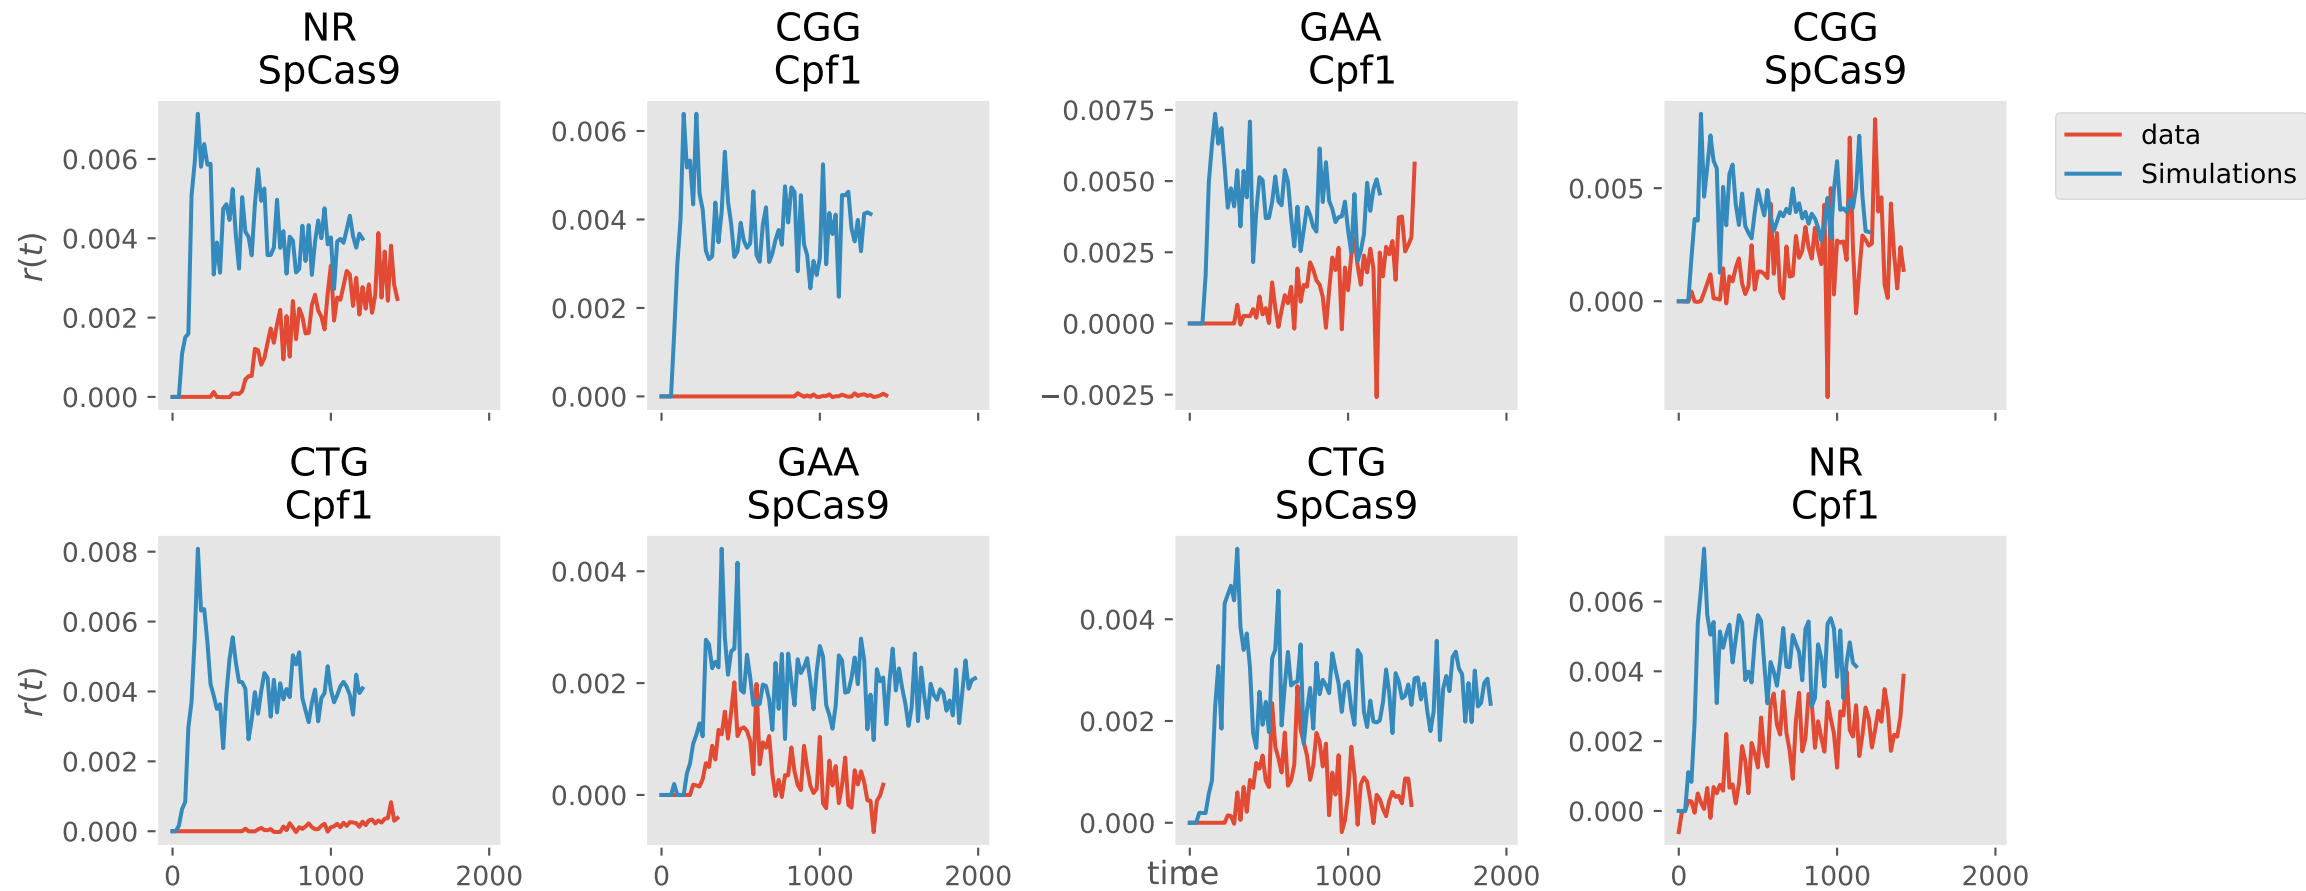 NR
SpCas9
CGG
Cpf1
GAA
Cpf1
CGG
SpCas9
r(t)
0.006
0.004
0.002
0.000
0.006
0.004
0.002
0.000
0.0075
0.0050
0.0025
0.0000
−0.0025
0.005
0.000
data
Simulations
CTG
Cpf1
GAA
SpCas9
CTG
SpCas9
NR
Cpf1
r(t)
0.008
0.006
0.004
0.002
0.000
0 1000 2000
0.004
0.002
0.000
0 1000 2000
0.004
0.002
0.000
0 1000 2000
time
0.006
0.004
0.002
0.000
0 1000 2000